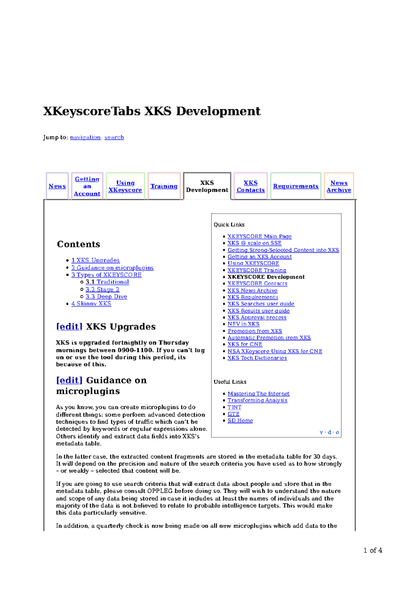 XKeyscoreTabs XKS Development
Jump to: navigation, search
News
Getting
an
Account
Using
XKeyscore
Training
XKS
Development
XKS
Contacts
Requirements
News
Archive
Contents
1 XKS Upgrades
2 Guidance on microplugins
3 Types of XKEYSCORE
3.1 Traditional
3.2 Stage 2
3.3 Deep Dive
4 Skinny XKS
[edit] XKS Upgrades
XKS is upgraded fortnightly on Thursday
mornings between 0900-1100. If you can't log
on or use the tool during this period, its
because of this.
[edit] Guidance on
microplugins
As you know, you can create microplugins to do
different things; some perform advanced detection
techniques to find types of traffic which can't be
detected by keywords or regular expressions alone.
Others identify and extract data fields into XKS's
metadata table.
Quick Links
XKEYSCORE Main Page
XKS @ scale on SSE
Getting Strong-Selected Content into XKS
Getting an XKS Account
Using XKEYSCORE
XKEYSCORE Training
XKEYSCORE Development
XKEYSCORE Contacts
XKS News Archive
XKS Requirements
XKS Searches user guide
XKS Results user guide
XKS Approval process
in XKS
Promotion from XKS
Automatic Promotion from XKS
XKS for CNE
NSA XKeyscore Using XKS for CNE
XKS Tech Dictionaries
Useful Links
Mastering The Internet
Transforming Analysis
TINT
GTE
SD Home
v · d · e
In the latter case, the extracted content fragments are stored in the metadata table for 30 days.
It will depend on the precision and nature of the search criteria you have used as to how strongly
– or weakly – selected that content will be.
If you are going to use search criteria that will extract data about people and store that in the
metadata table, please consult OPPLEG before doing so. They will wish to understand the nature
and scope of any data being stored in case it includes at least the names of individuals and the
majority of the data is not believed to relate to probable intelligence targets. This would make
this data particularly sensitive.
In addition, a quarterly check is now being made on all new microplugins which add data to the
1 of 4